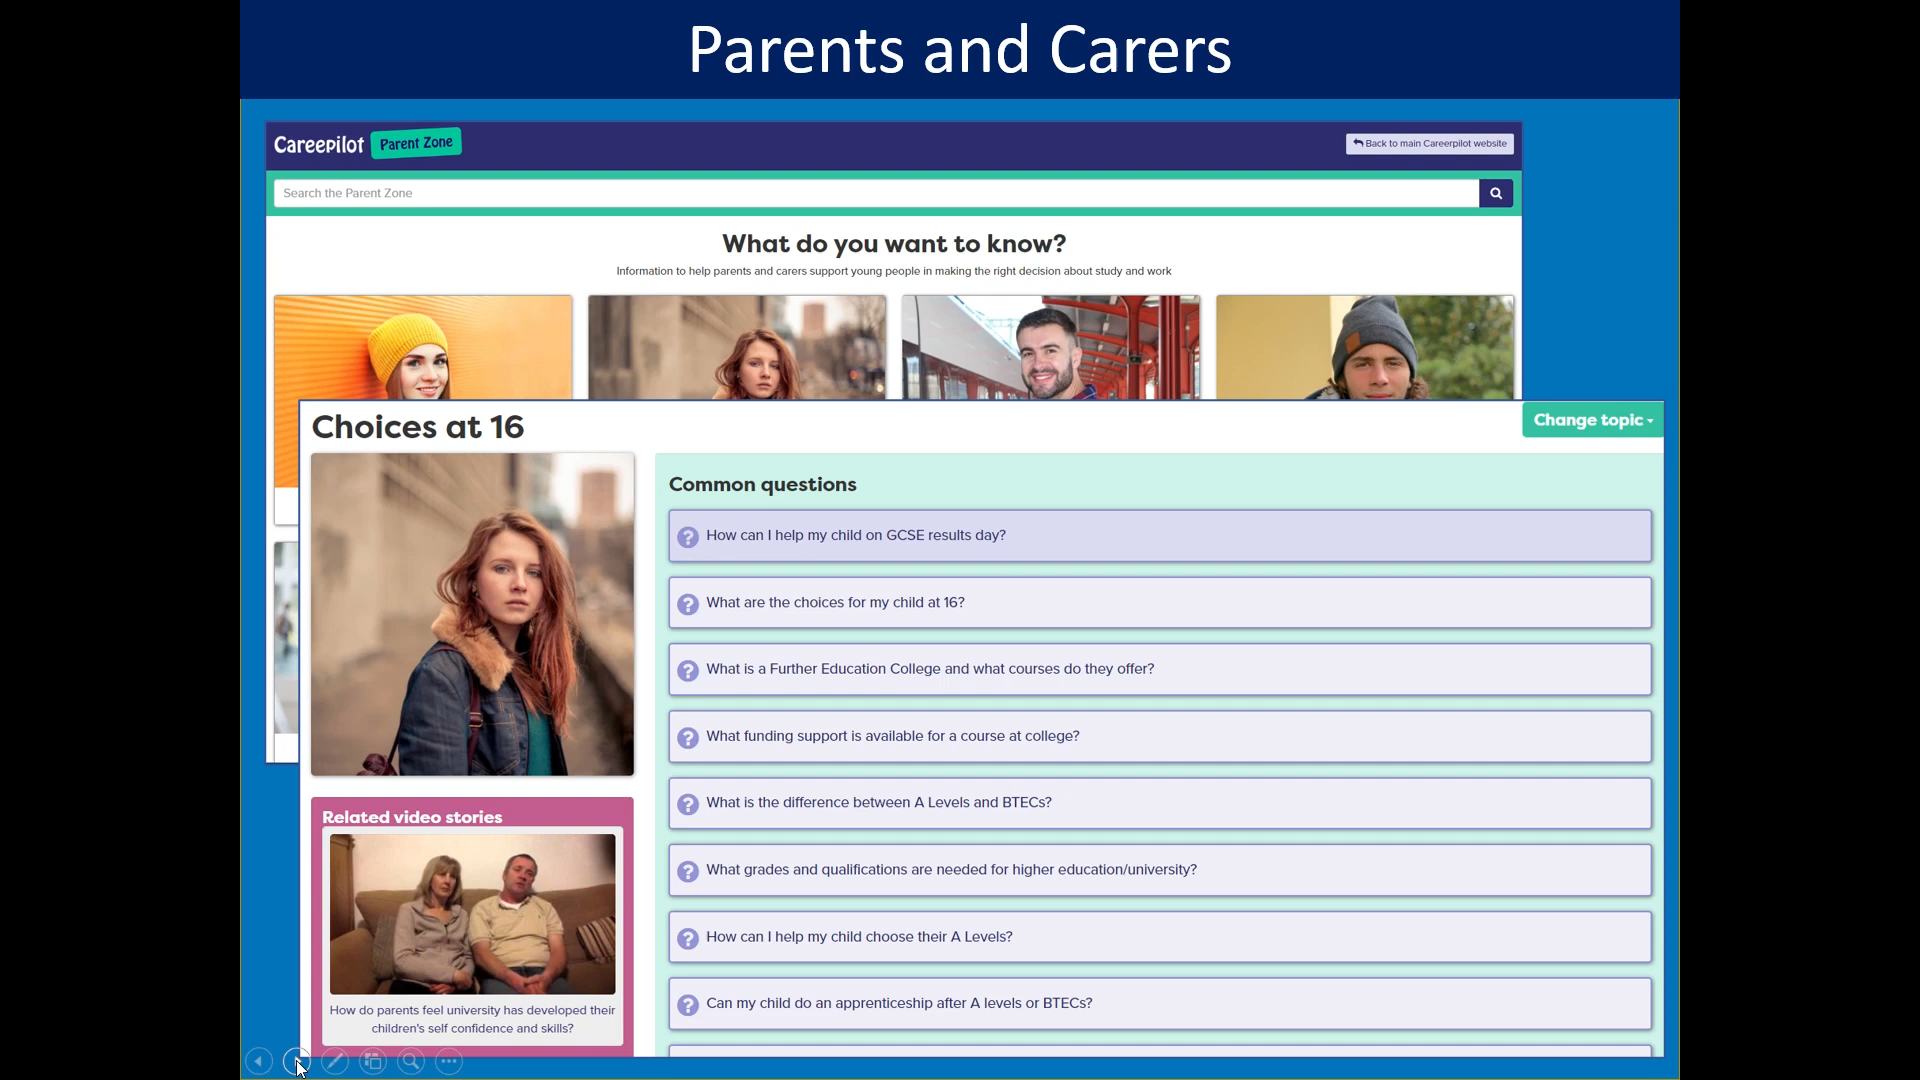 Parents and Carers
Careepilot Parent Zone
Back to main Careerpilot website
Search the Parent Zone
What do you want to know?
Information to help parents and carers support young people in making the right decision about study and work
Choices at 16
Change topic
Common questions
How can I help my child on GCSE results day?
What are the choices for my child at 16?
What is a Further Education College and what courses do they offer?
What funding support is available for a course at college?
What is the difference between A Levels and BTECs?
What grades and qualifications are needed for higher education/university?
How can I help my child choose their A Levels?
Can my child do an apprenticeship after A levels or BTECs?
Related video stories
How do parents feel university has developed their
children's self confidence and skills?